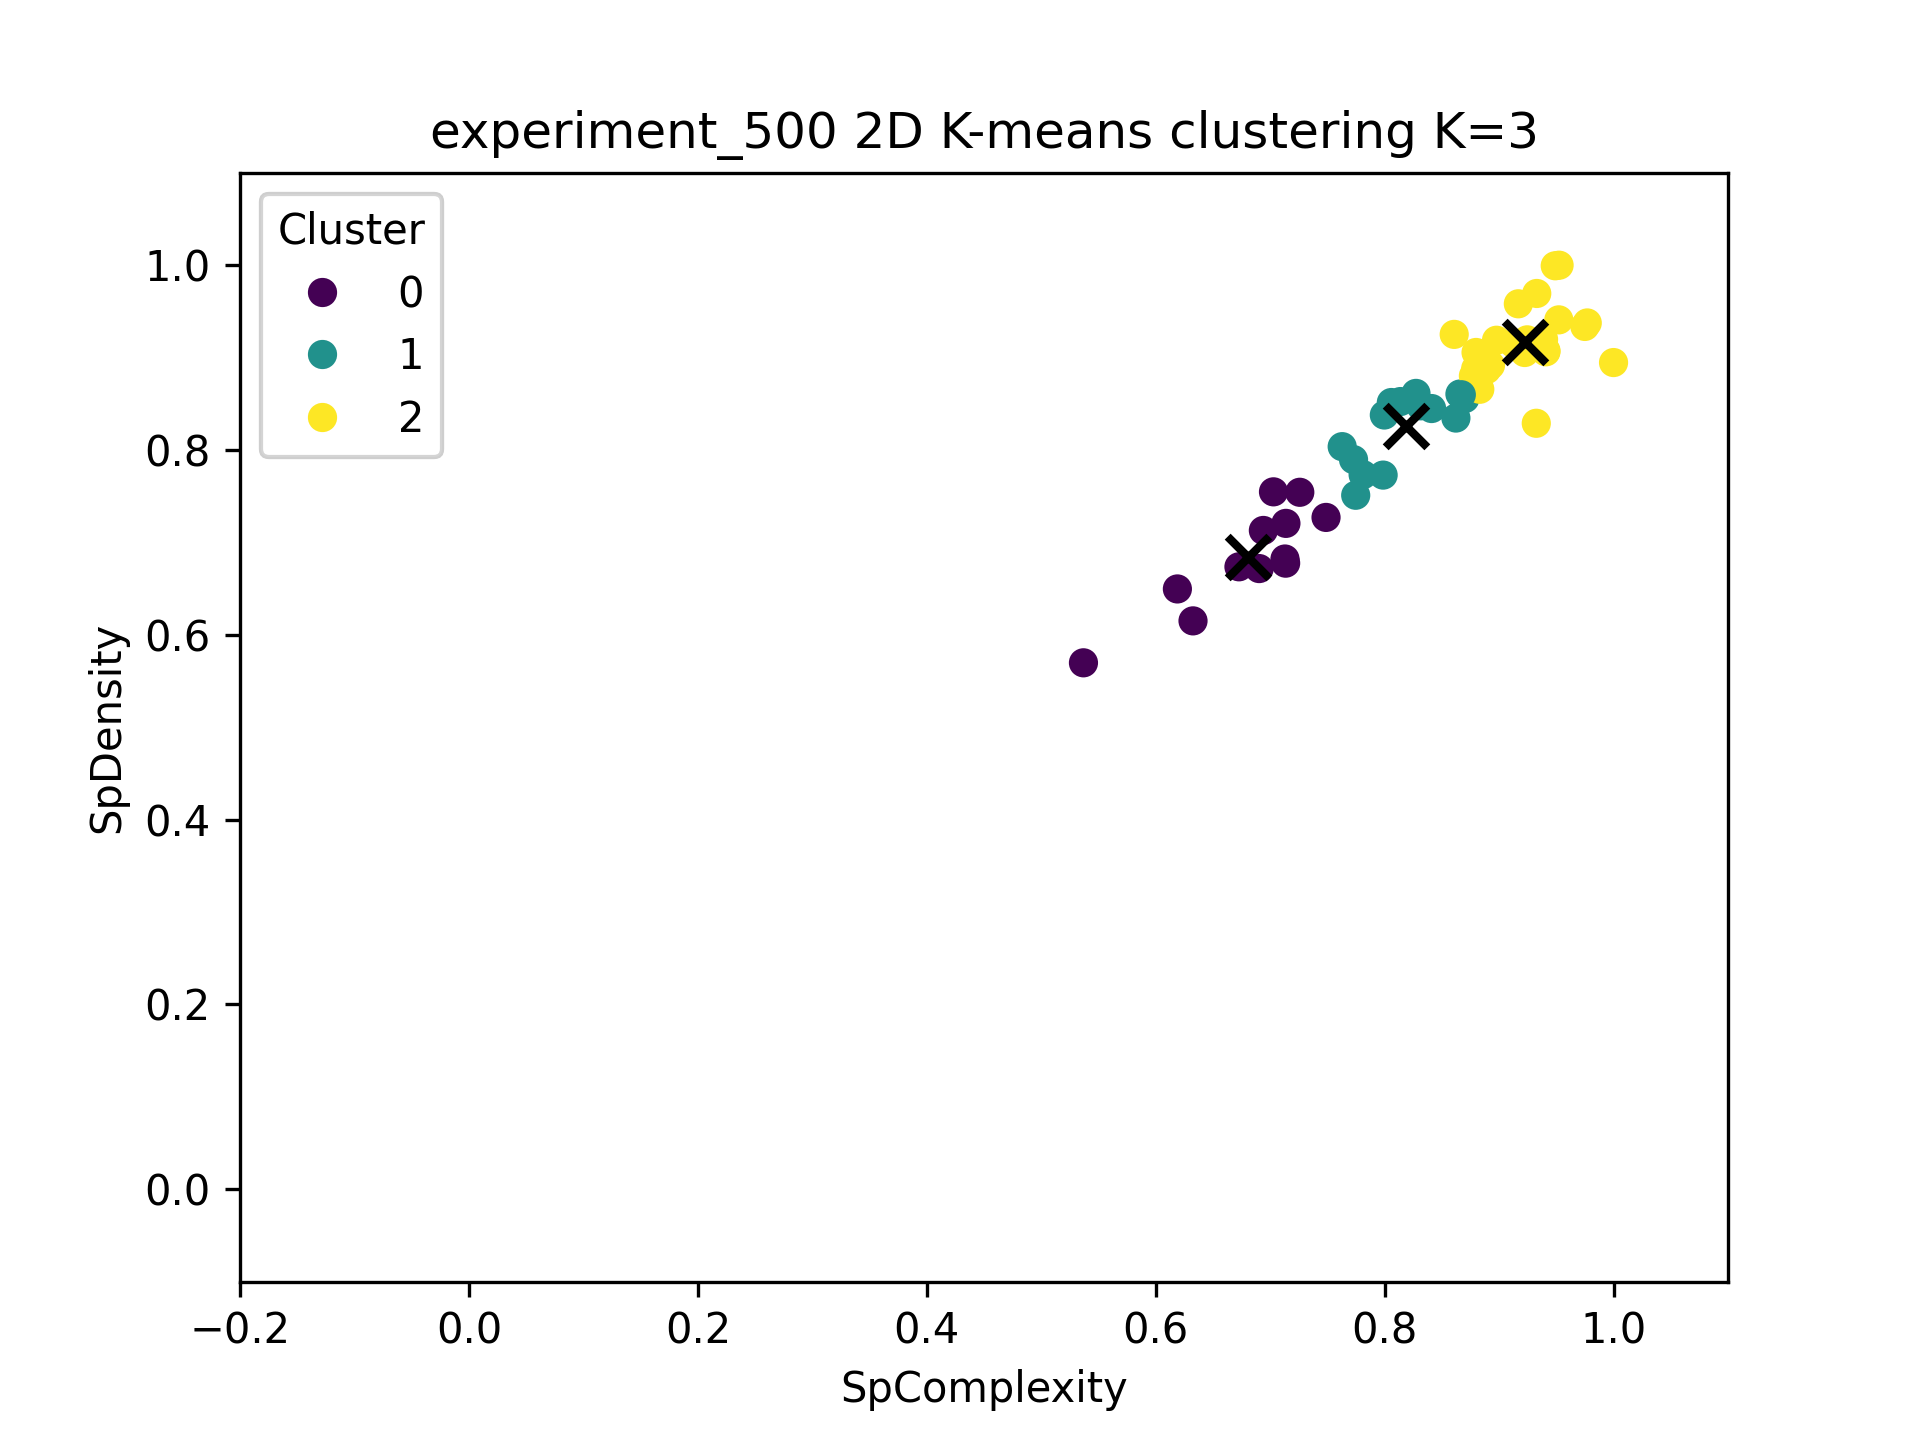 experiment_500 2D K-means clustering K=3
Cluster
0
1
2
1.0
0.8
0.6
0.4
0.2
0.0
SpDensity
−0.2 0.0 0.2 0.4 0.6 0.8 1.0
SpComplexity